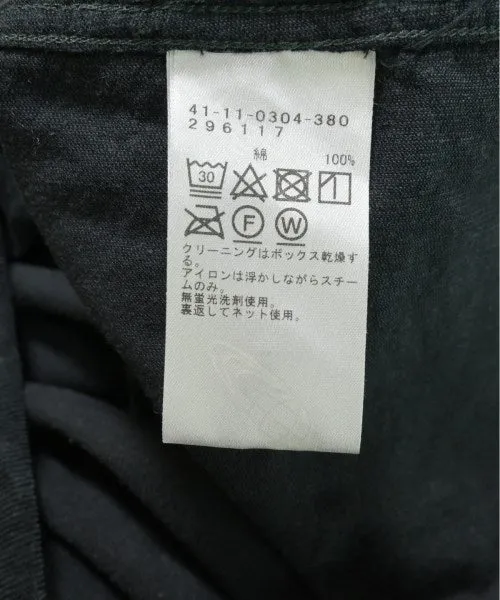 41-11-0304-380
296117
綿 100%
30
F W
クリーニングはボックス乾燥す
る。
アイロンは浮かしながらスチー
ムのみ。
無蛍光洗剤使用。
裏返してネット使用。